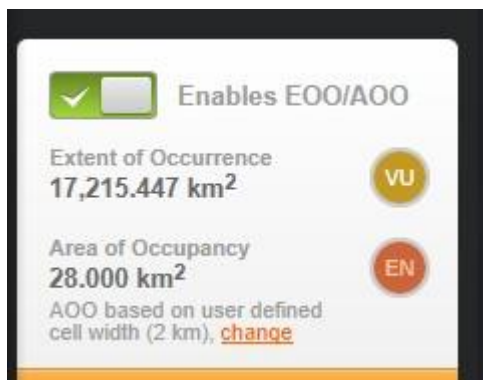 Enables EOO/AOO
Extent of Occurrence
17,215.447 km²
VU
Area of Occupancy
28.000 km²
EN
AOO based on user defined
cell width (2 km), change